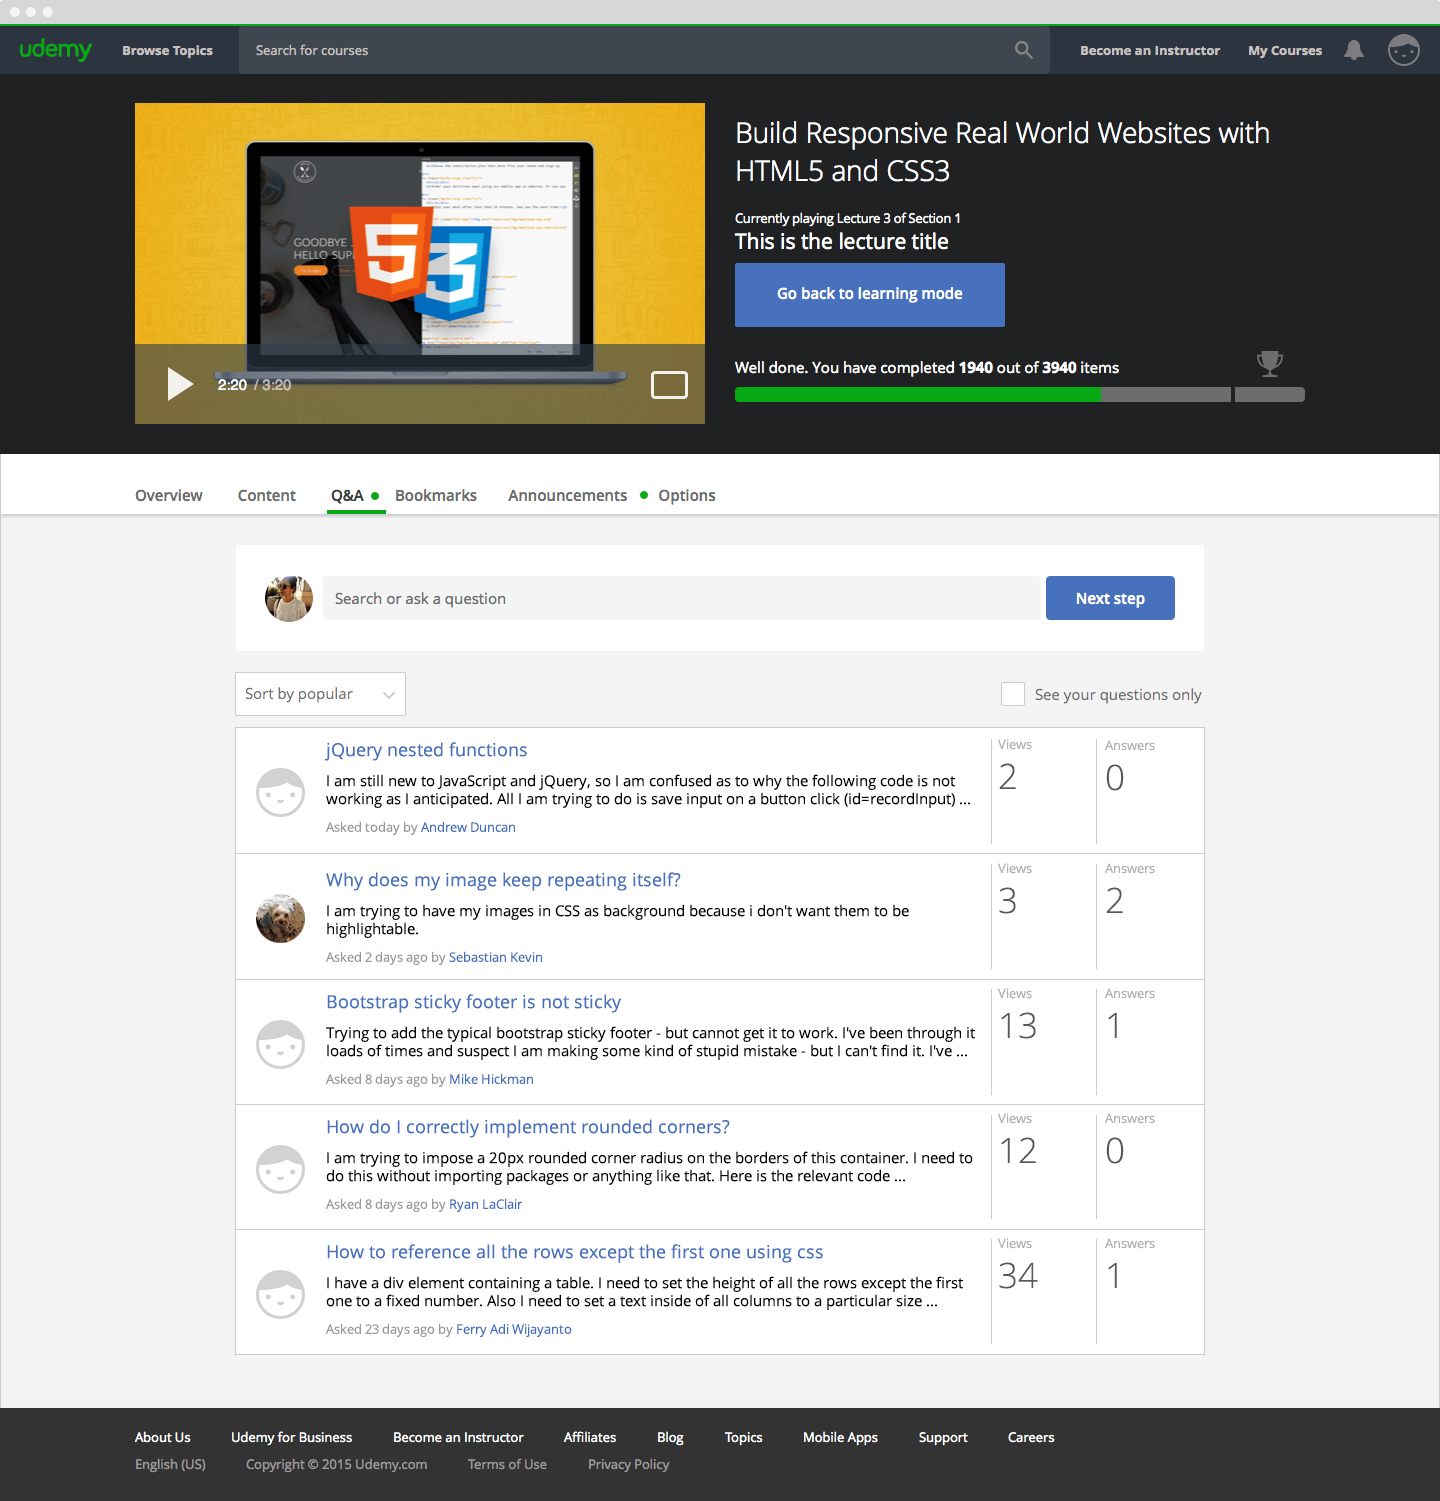 udemy
Browse Topics
Search for courses
Become an Instructor
My Courses
Build Responsive Real World Websites with
HTML5 and CSS3
Currently playing Lecture 3 of Section 1
This is the lecture title
Go back to learning mode
GOODBYE
HELLO SUP
5
3
2:20 / 3:20
Well done. You have completed 1940 out of 3940 items
Overview
Content
Q&A
Bookmarks
Announcements
Options
Search or ask a question
Next step
Sort by popular
See your questions only
jQuery nested functions
I am still new to JavaScript and jQuery, so I am confused as to why the following code is not
working as I anticipated. All I am trying to do is save input on a button click (id=recordInput) ...
Asked today by Andrew Duncan
Views
2
Answers
0
Why does my image keep repeating itself?
I am trying to have my images in CSS as background because i don't want them to be
highlightable.
Asked 2 days ago by Sebastian Kevin
Views
3
Answers
2
Bootstrap sticky footer is not sticky
Trying to add the typical bootstrap sticky footer - but cannot get it to work. I've been through it
loads of times and suspect I am making some kind of stupid mistake - but I can't find it. I've ...
Asked 8 days ago by Mike Hickman
Views
13
Answers
1
How do I correctly implement rounded corners?
I am trying to impose a 20px rounded corner radius on the borders of this container. I need to
do this without importing packages or anything like that. Here is the relevant code ...
Asked 8 days ago by Ryan LaClair
Views
12
Answers
0
How to reference all the rows except the first one using css
I have a div element containing a table. I need to set the height of all the rows except the first
one to a fixed number. Also I need to set a text inside of all columns to a particular size ...
Asked 23 days ago by Ferry Adi Wijayanto
Views
34
Answers
1
About Us
Udemy for Business
Become an Instructor
Affiliates
Blog
Topics
Mobile Apps
Support
Careers
English (US)
Copyright © 2015 Udemy.com
Terms of Use
Privacy Policy